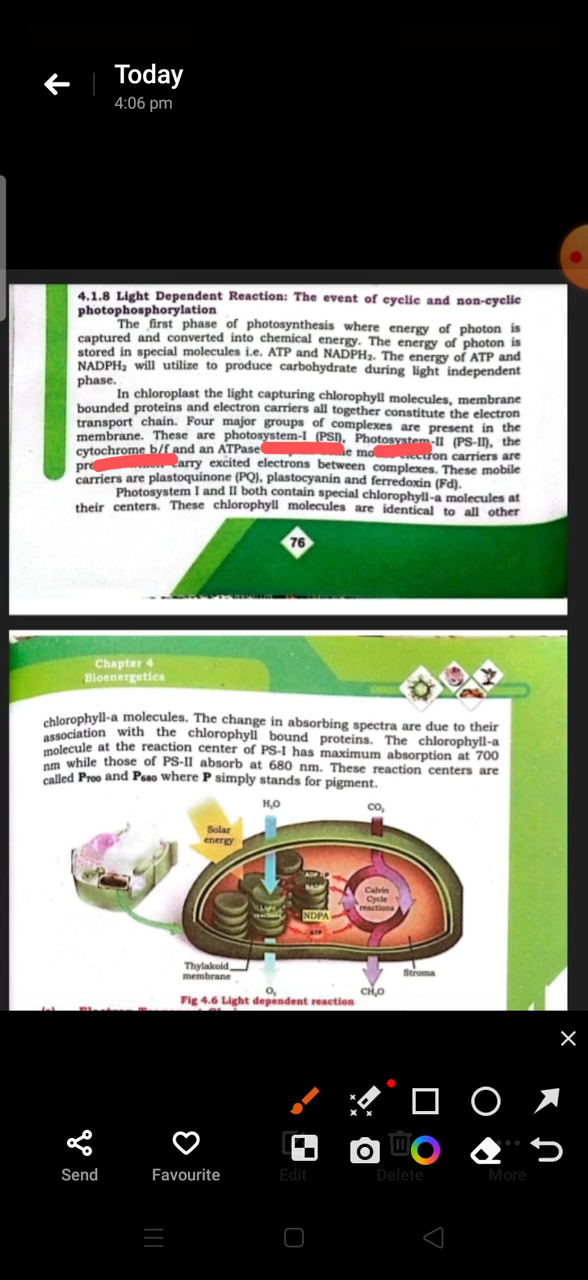 Today
4:06 pm
4.1.8 Light Dependent Reaction: The event of cyclic and non-cyclic
photophosphorylation
The first phase of photosynthesis where energy of photon is
captured and converted into chemical energy. The energy of photon is
stored in special molecules i.e. ATP and NADPH₂. The energy of ATP and
NADPH₂ will utilize to produce carbohydrate during light independent
phase.
In chloroplast the light capturing chlorophyll molecules, membrane
bounded proteins and electron carriers all together constitute the electron
transport chain. Four major groups of complexes are present in the
membrane. These are photosystem-I (PSI), Photosystem-II (PS-II), the
cytochrome b/f and an ATPase electron carriers are
carry excited electrons between complexes. These mobile
carriers are plastoquinone (PQ), plastocyanin and ferredoxin (Fd).
Photosystem I and II both contain special chlorophyll-a molecules at
their centers. These chlorophyll molecules are identical to all other
76
Chapter 4
Bioenergetics
chlorophyll-a molecules. The change in absorbing spectra are due to their
association with the chlorophyll bound proteins. The chlorophyll-a
molecule at the reaction center of PS-I has maximum absorption at 700
nm while those of PS-II absorb at 680 nm. These reaction centers are
called P₇₀₀ and P₆₈₀ where P simply stands for pigment.
H₂O
CO₂
Solar
energy
ADP + P
NADP
Calvin
Cycle
reactions
Light
reactions
NDPA
ATP
Thylakoid
membrane
Stroma
O₂
CH₂O
Fig 4.6 Light dependent reaction
Send
Favourite
Edit
Delete
More